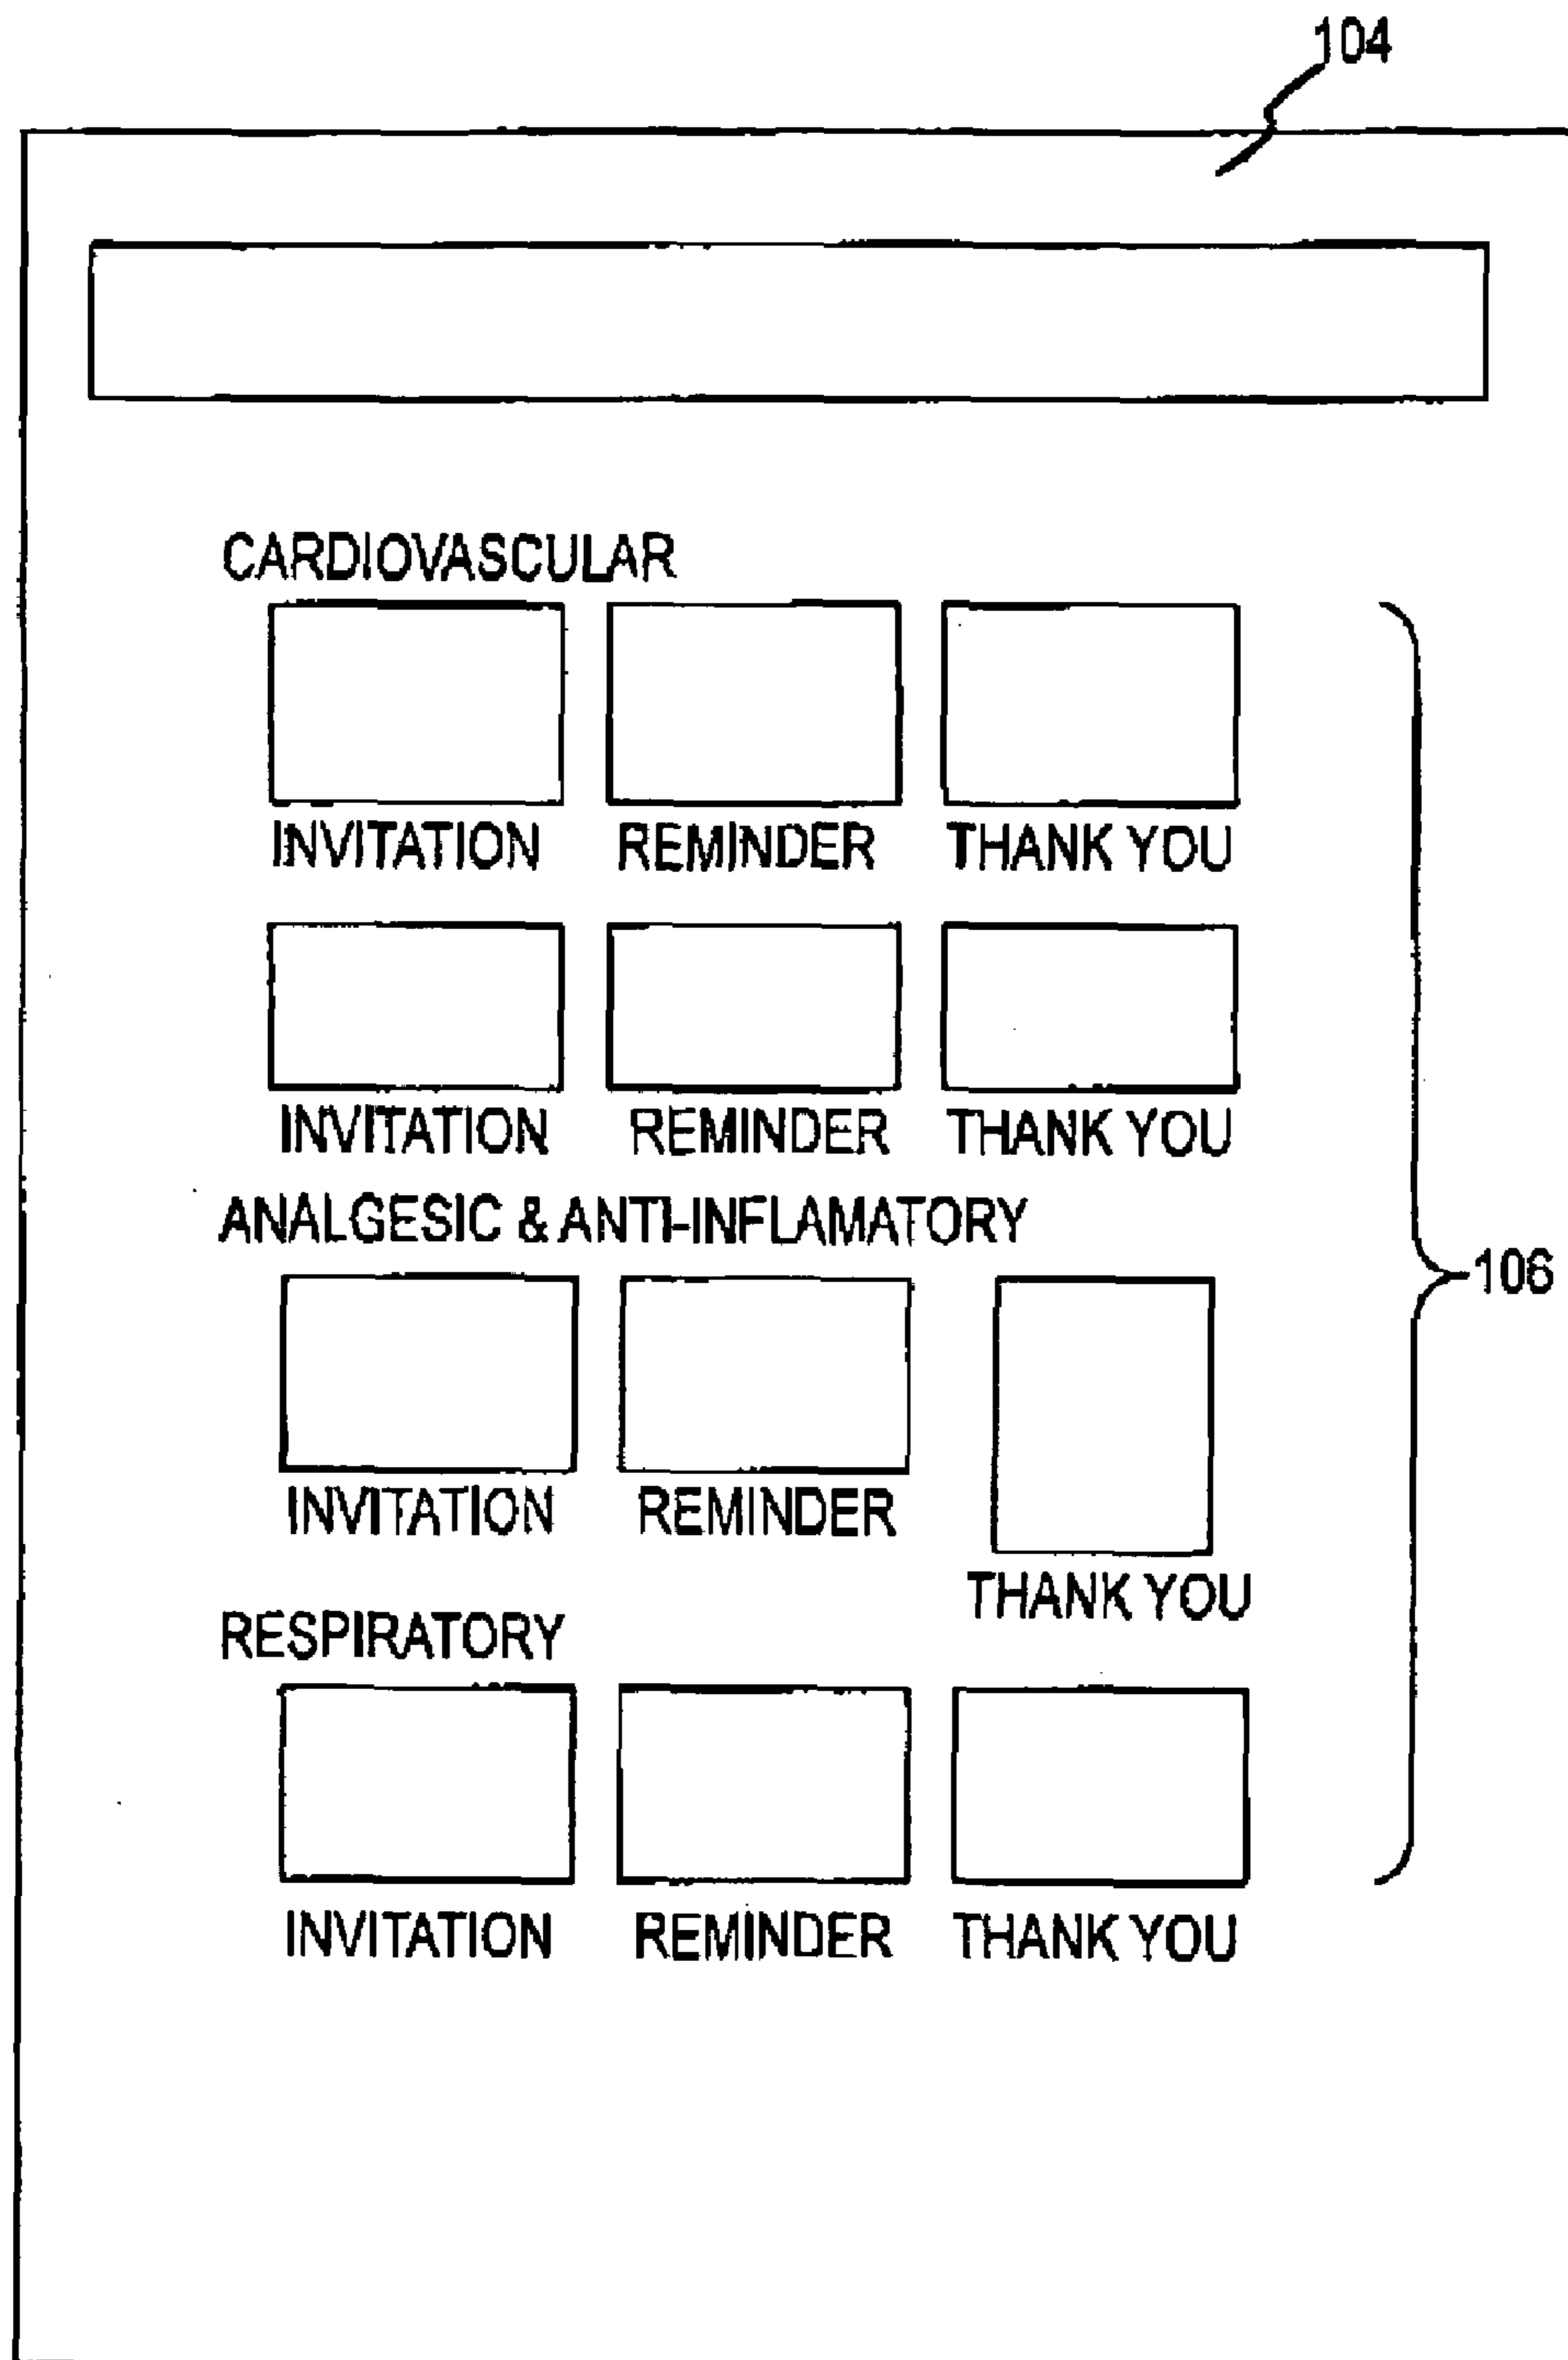 104
CARDIOVASCULAR
INVITATION REMINDER THANK YOU
INVITATION REMINDER THANK YOU
ANALGESIC & ANTI-INFLAMATORY
106
INVITATION REMINDER
THANK YOU
RESPIRATORY
INVITATION REMINDER THANK YOU